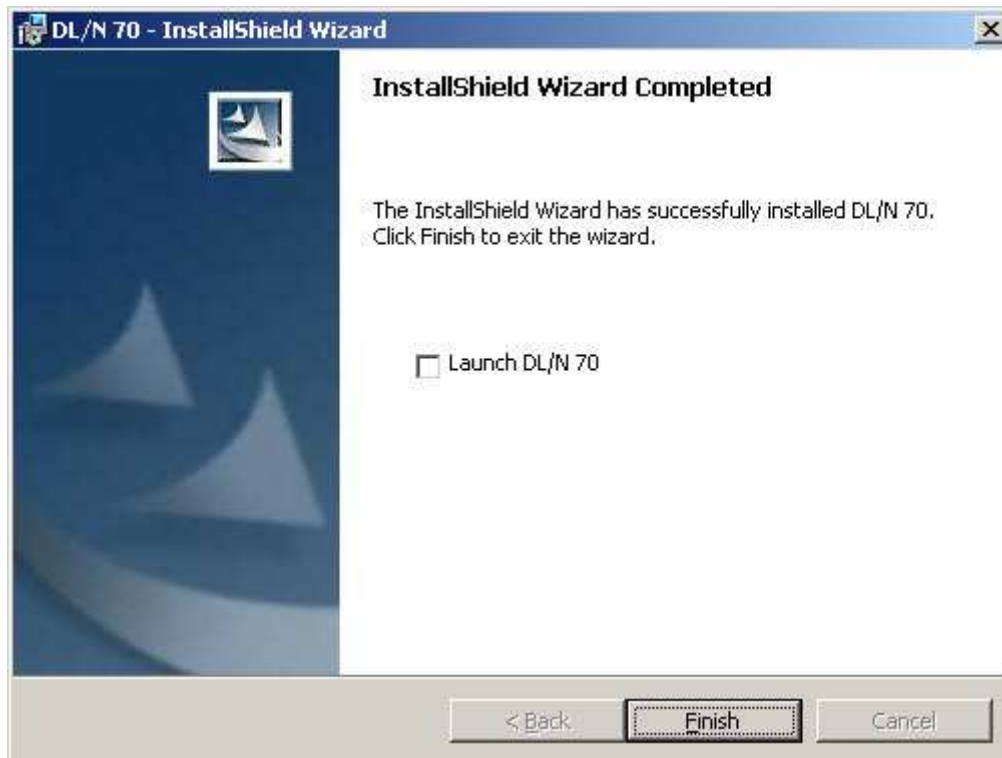 DL/N 70 - InstallShield Wizard
InstallShield Wizard Completed
The InstallShield Wizard has successfully installed DL/N 70.
Click Finish to exit the wizard.
Launch DL/N 70
< Back
Finish
Cancel